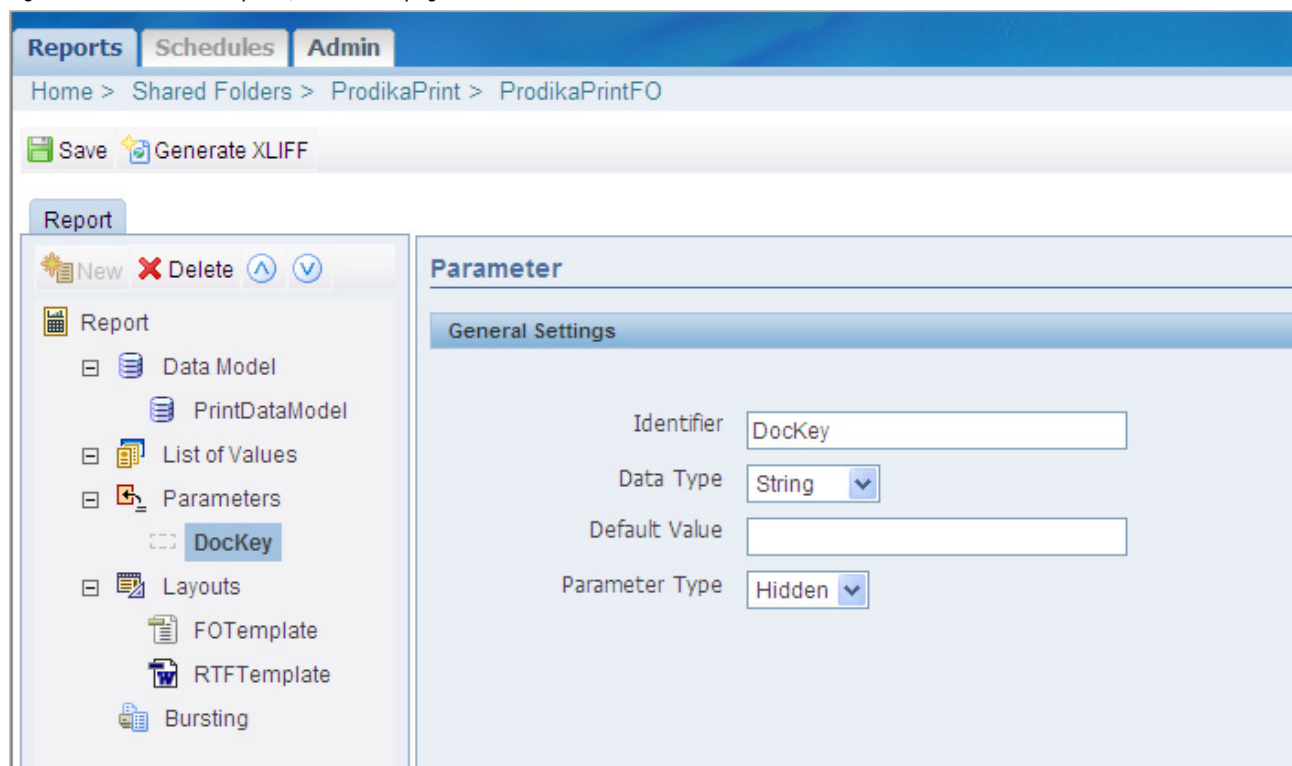 Reports Schedules Admin
Home > Shared Folders > ProdikaPrint > ProdikaPrintFO
Save Generate XLIFF
Report
New Delete
Report
Data Model
PrintDataModel
List of Values
Parameters
DocKey
Layouts
FOTemplate
RTFTemplate
Bursting
Parameter
General Settings
Identifier DocKey
Data Type String
Default Value
Parameter Type Hidden